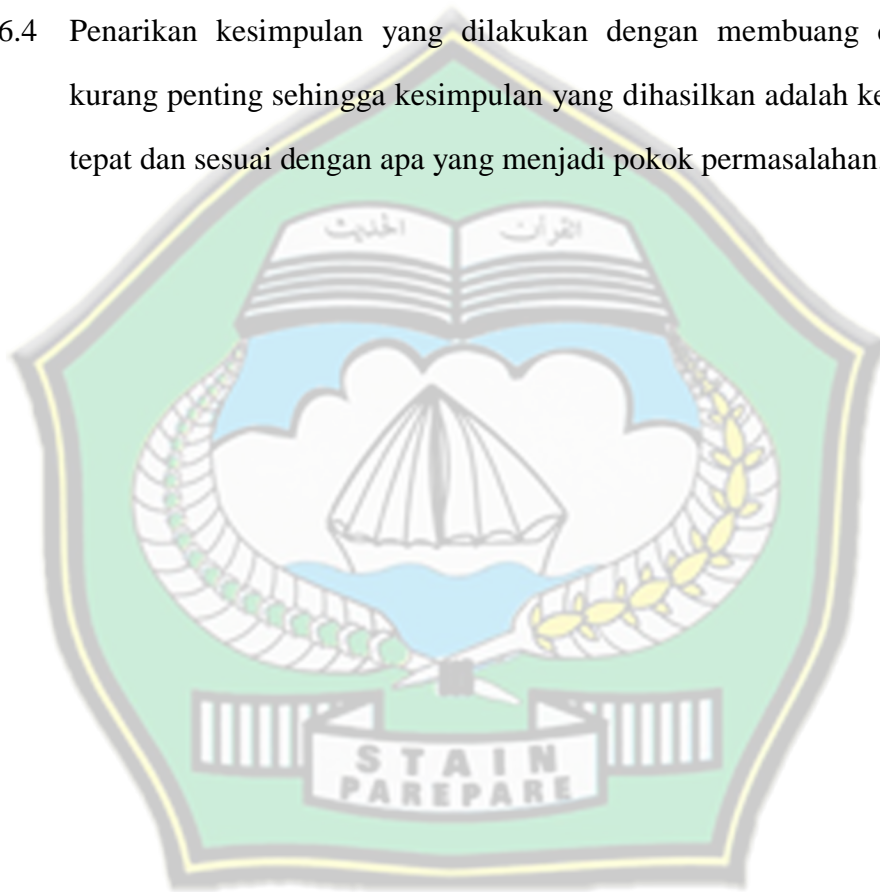 6.4 Penarikan kesimpulan yang dilakukan dengan membuang
kurang penting sehingga kesimpulan yang dihasilkan adalah
tepat dan sesuai dengan apa yang menjadi pokok permasalahan
الحديث القرآن
STAIN
PAREPARE